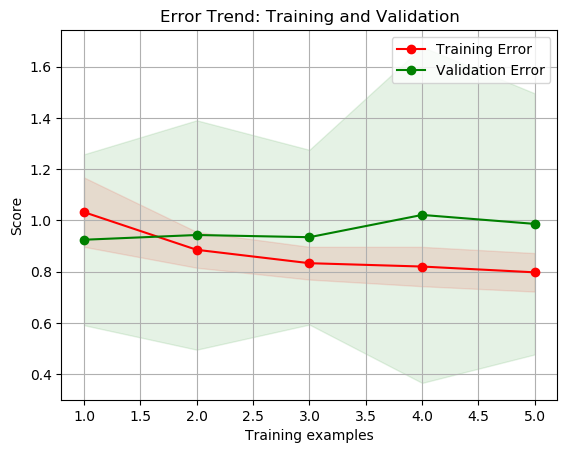 Error Trend: Training and Validation
Training Error
Validation Error
Score
1.6
1.4
1.2
1.0
0.8
0.6
0.4
1.0 1.5 2.0 2.5 3.0 3.5 4.0 4.5 5.0
Training examples